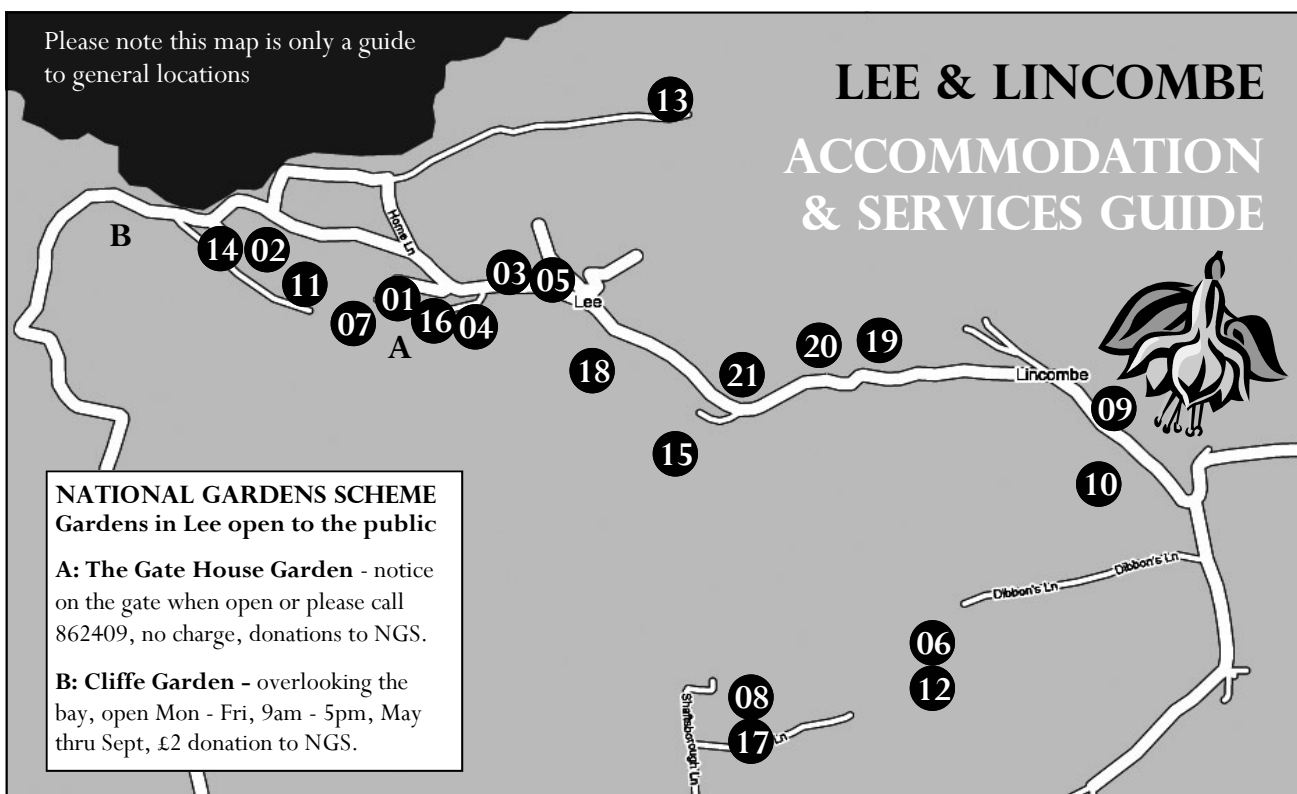 Please note this map is only a guide
to general locations
LEE & LINCOMBE
ACCOMMODATION
& SERVICES GUIDE
13
B
Home Ln
14
02
11
03
05
Lee
01
07
16
04
A
18
20
19
21
Lincombe
09
15
10
Dibbon's Ln
Dibbon's Ln
06
12
08
17
Ln
Shaftsborough Ln
NATIONAL GARDENS SCHEME
Gardens in Lee open to the public
A: The Gate House Garden - notice
on the gate when open or please call
862409, no charge, donations to NGS.
B: Cliffe Garden - overlooking the
bay, open Mon - Fri, 9am - 5pm, May
thru Sept, £2 donation to NGS.